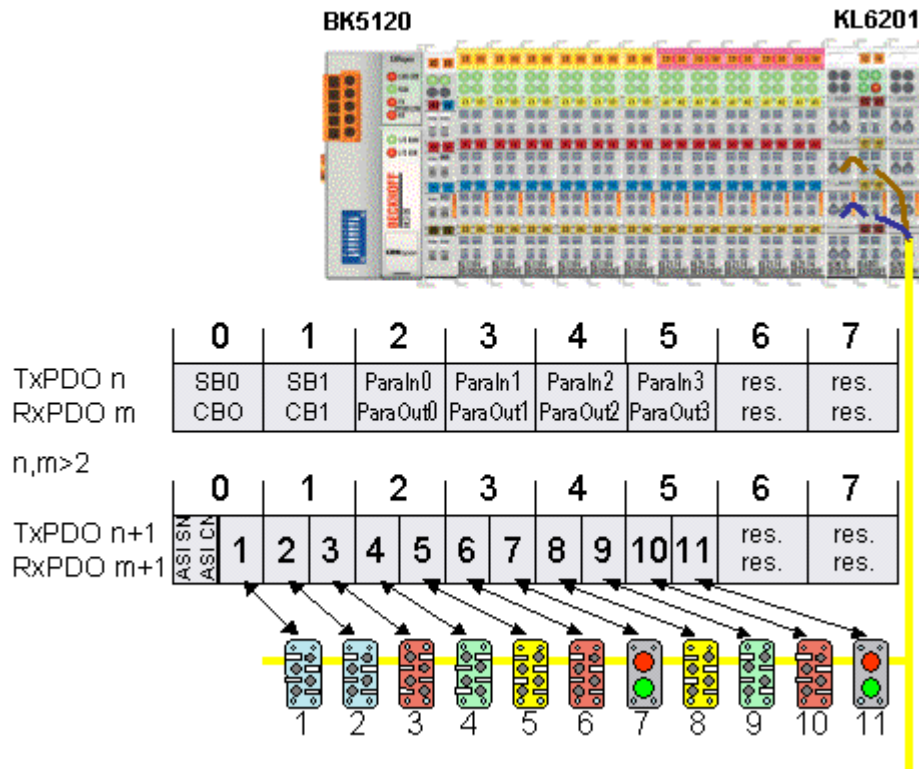 BK5120 KL6201
BECKHOFF
0 1 2 3 4 5 6 7
TxPDO n SB0 SB1 ParaIn0 ParaIn1 ParaIn2 ParaIn3 res. res.
RxPDO m CBO CB1 ParaOut0 ParaOut1 ParaOut2 ParaOut3 res. res.
n,m>2
0 1 2 3 4 5 6 7
TxPDO n+1 ASI SN 1 2 3 4 5 6 7 8 9 10 11 res. res.
RxPDO m+1 ASI CN res. res.
1 2 3 4 5 6 7 8 9 10 11